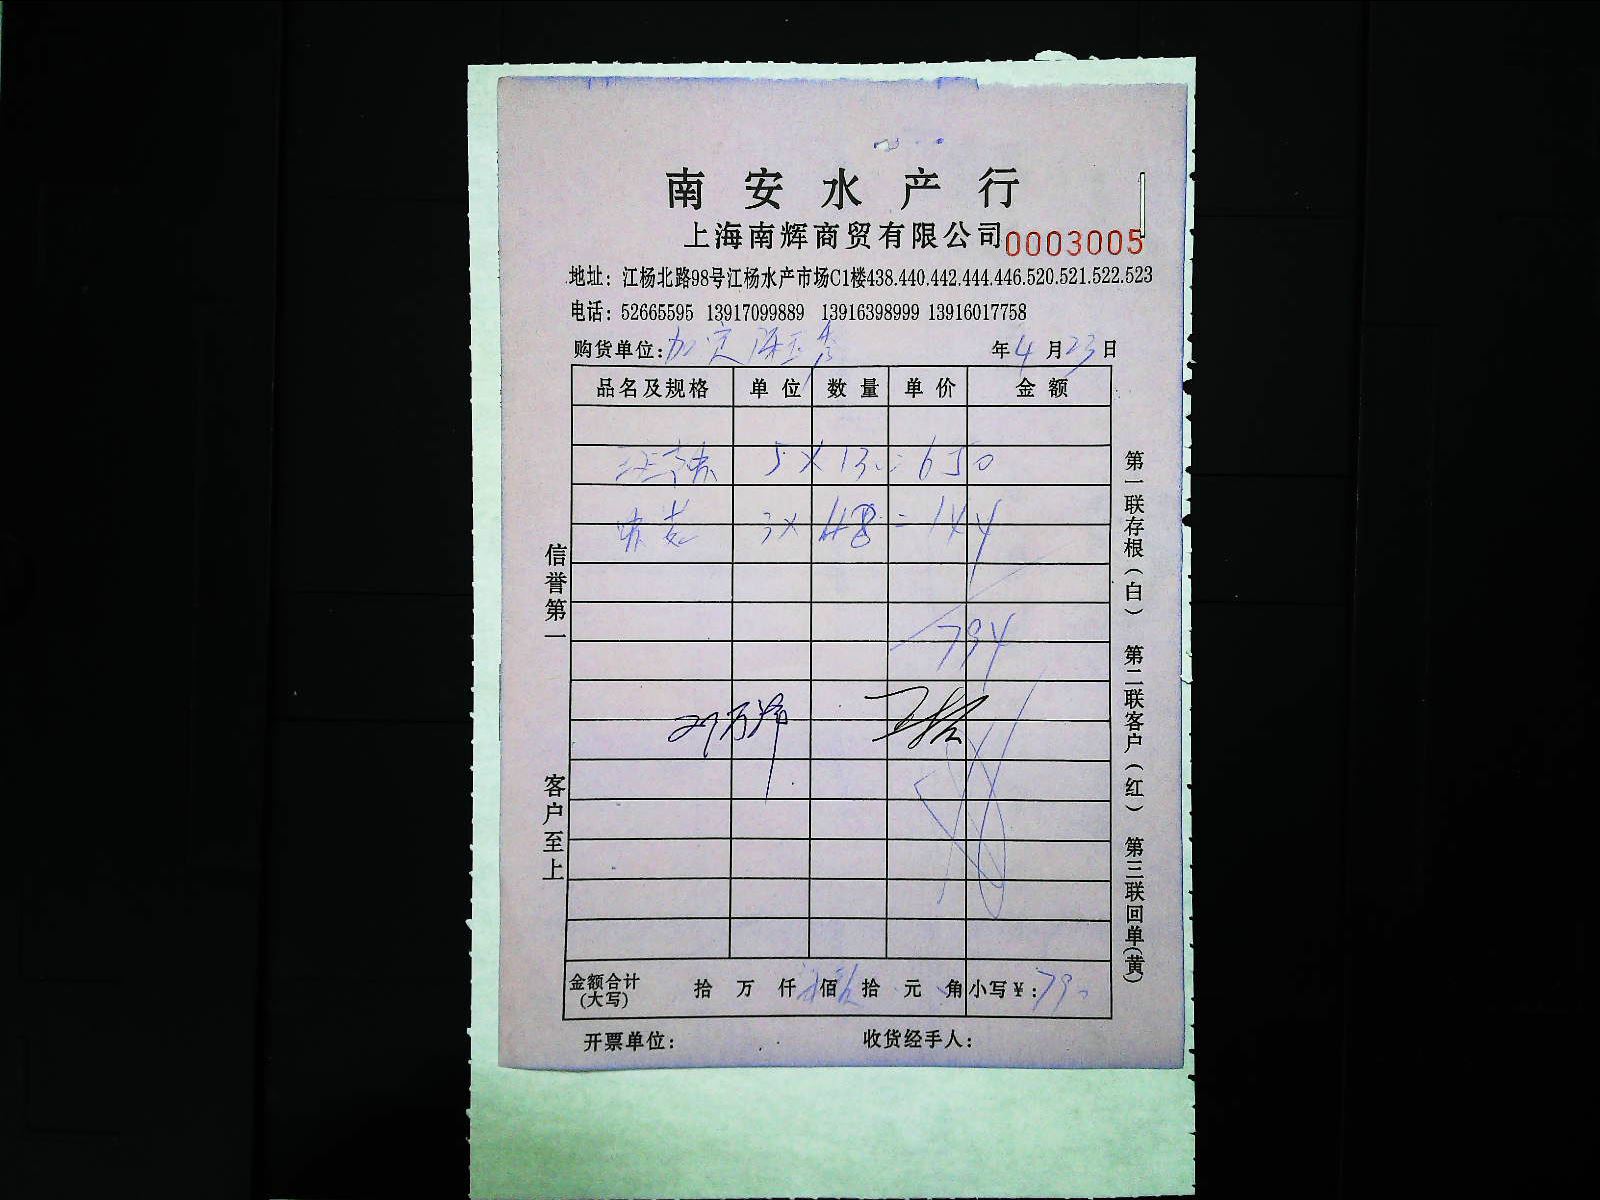 南安水产行
上海南辉商贸有限公司 0003005
地址：江杨北路98号江杨水产市场C1楼438.440.442.444.446.520.521.522.523
电话：52665595 13917099889 13916398999 13916017758
购货单位：加定 年4月23日
品名及规格 单位 数量 单价 金额
5×130=650
3×48=144
794
金额合计(大写) 拾 万 仟 佰 拾 元 角 小写￥：790
开票单位： 收货经手人：
信誉第一 客户至上
第一联存根(白) 第二联客户(红) 第三联回单(黄)